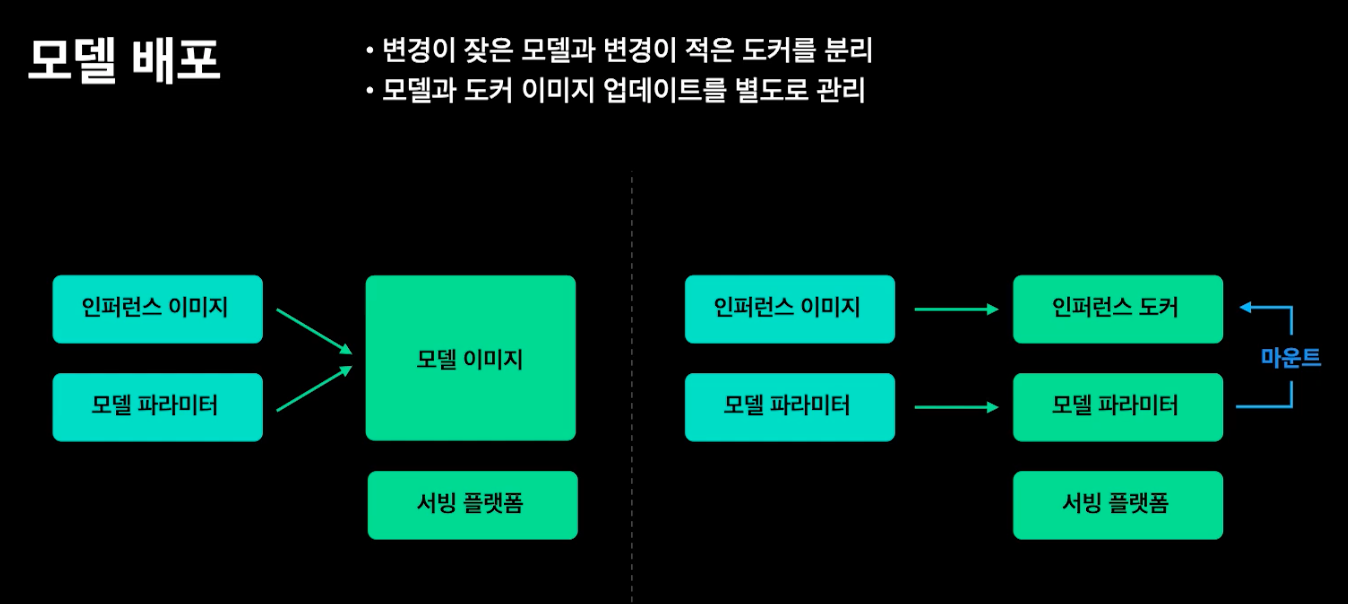 모델 배포
• 변경이 잦은 모델과 변경이 적은 도커를 분리
• 모델과 도커 이미지 업데이트를 별도로 관리
인퍼런스 이미지
모델 파라미터
모델 이미지
서빙 플랫폼
인퍼런스 이미지
모델 파라미터
인퍼런스 도커
모델 파라미터
마운트
서빙 플랫폼